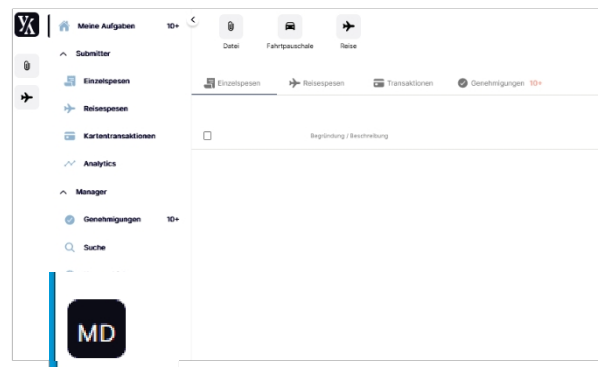 Meine Aufgaben 10+
Submitter
Einzelspesen
Reisespesen
Kartentransaktionen
Analytics
Manager
Genehmigungen 10+
Suche
MD
Datei Fahrtpauschale Reise
Einzelspesen Reisespesen Transaktionen Genehmigungen 10+
Begründung / Beschreibung